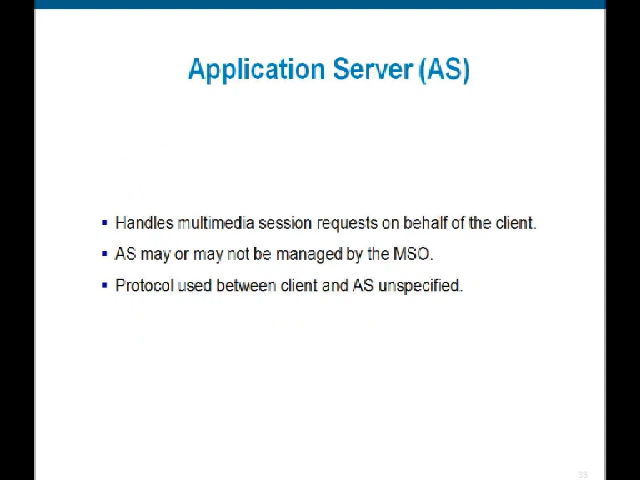 Application Server (AS)
▪ Handles multimedia session requests on behalf of the client.
▪ AS may or may not be managed by the MSO.
▪ Protocol used between client and AS unspecified.